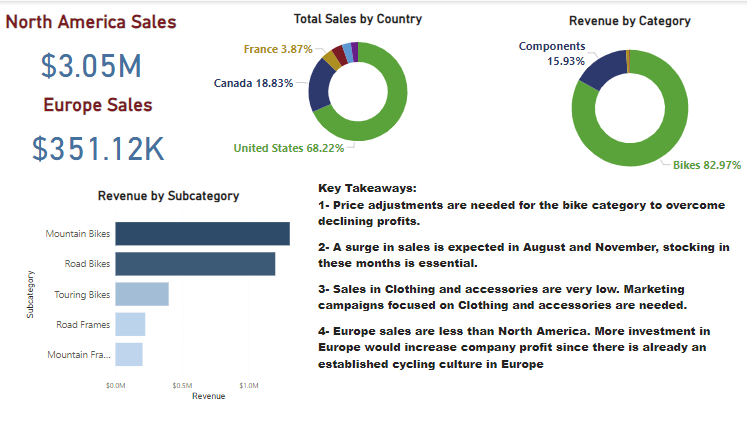 North America Sales
$3.05M
Europe Sales
$351.12K
Total Sales by Country
France 3.87%
Canada 18.83%
United States 68.22%
Revenue by Category
Components
15.93%
Bikes 82.97%
Revenue by Subcategory
Subcategory
Mountain Bikes
Road Bikes
Touring Bikes
Road Frames
Mountain Fra...
$0.0M $0.5M $1.0M
Revenue
Key Takeaways:
1- Price adjustments are needed for the bike category to overcome
declining profits.
2- A surge in sales is expected in August and November, stocking in
these months is essential.
3- Sales in Clothing and accessories are very low. Marketing
campaigns focused on Clothing and accessories are needed.
4- Europe sales are less than North America. More investment in
Europe would increase company profit since there is already an
established cycling culture in Europe